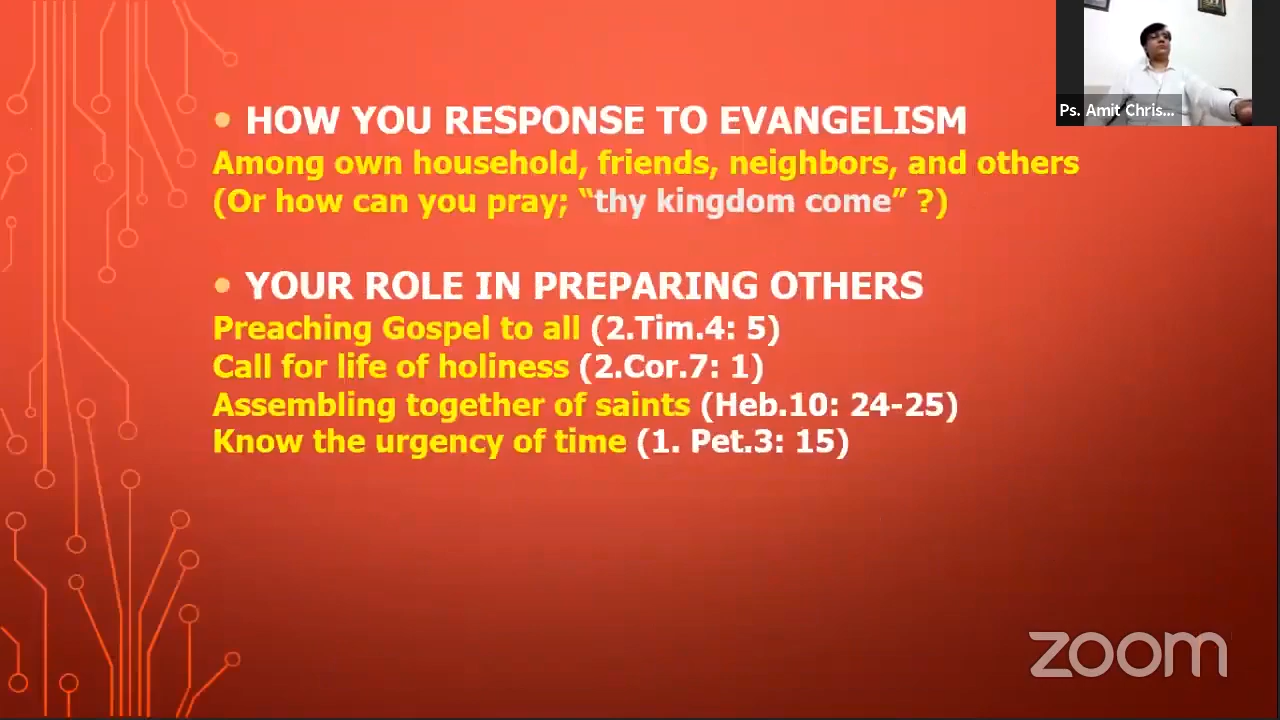 Ps. Amit Chris...
• HOW YOU RESPONSE TO EVANGELISM
Among own household, friends, neighbors, and others
(Or how can you pray; “thy kingdom come” ?)
• YOUR ROLE IN PREPARING OTHERS
Preaching Gospel to all (2.Tim.4: 5)
Call for life of holiness (2.Cor.7: 1)
Assembling together of saints (Heb.10: 24-25)
Know the urgency of time (1. Pet.3: 15)
zoom